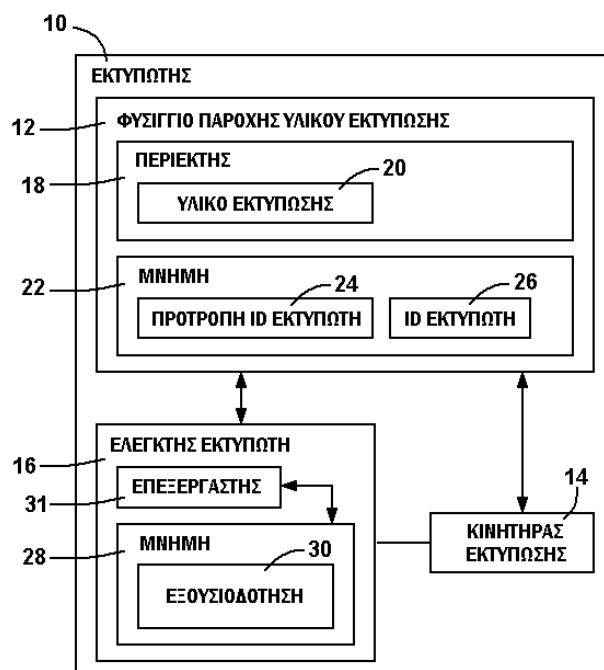 10
ΕΚΤΥΠΩΤΗΣ
12
ΦΥΣΙΓΓΙΟ ΠΑΡΟΧΗΣ ΥΛΙΚΟΥ ΕΚΤΥΠΩΣΗΣ
ΠΕΡΙΕΚΤΗΣ
18
20
ΥΛΙΚΟ ΕΚΤΥΠΩΣΗΣ
ΜΝΗΜΗ
22
24
26
ΠΡΟΤΡΟΠΗ ID ΕΚΤΥΠΩΤΗ
ID ΕΚΤΥΠΩΤΗ
ΕΛΕΓΚΤΗΣ ΕΚΤΥΠΩΤΗ
16
ΕΠΕΞΕΡΓΑΣΤΗΣ
31
14
ΚΙΝΗΤΗΡΑΣ
ΕΚΤΥΠΩΣΗΣ
ΜΝΗΜΗ
28
30
ΕΞΟΥΣΙΟΔΟΤΗΣΗ